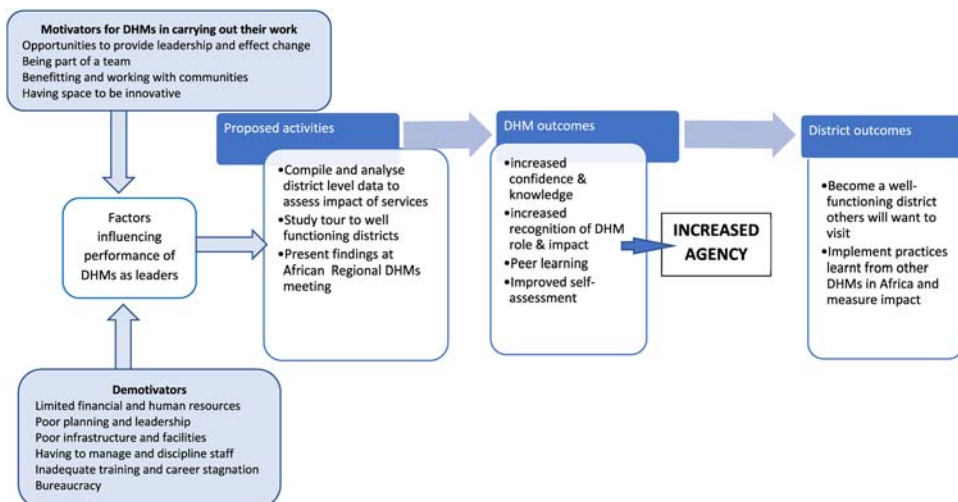 Motivators for DHMs in carrying out their work
Opportunities to provide leadership and effect change
Being part of a team
Benefitting and working with communities
Having space to be innovative
Factors
influencing
performance of
DHMs as leaders
Demotivators
Limited financial and human resources
Poor planning and leadership
Poor infrastructure and facilities
Having to manage and discipline staff
Inadequate training and career stagnation
Bureaucracy
Proposed activities
•Compile and analyse
district level data to
assess impact of services
•Study tour to well
functioning districts
•Present findings at
African Regional DHMs
meeting
DHM outcomes
•increased
confidence &
knowledge
•increased
recognition of DHM
role & impact
•Peer learning
•Improved self-
assessment
INCREASED
AGENCY
District outcomes
•Become a well-
functioning district
others will want to
visit
•Implement practices
learnt from other
DHMs in Africa and
measure impact